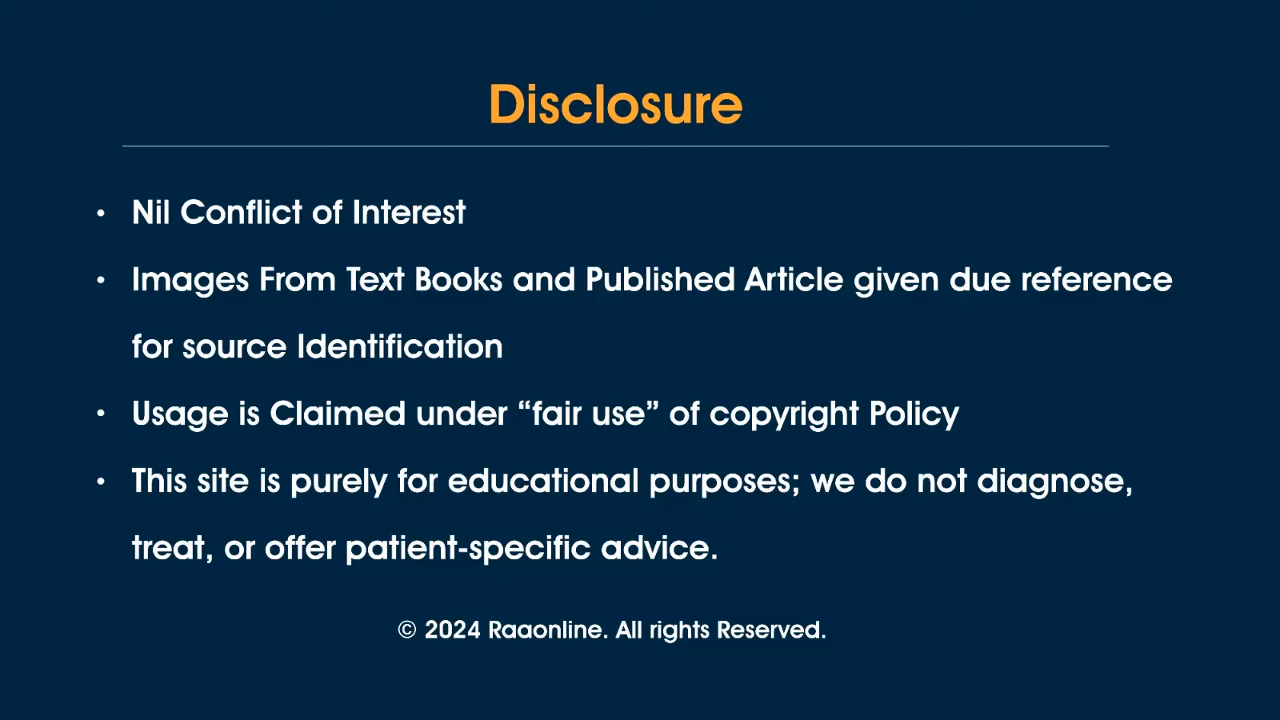 Disclosure
• Nil Conflict of Interest
• Images From Text Books and Published Article given due reference
for source Identification
• Usage is Claimed under “fair use” of copyright Policy
• This site is purely for educational purposes; we do not diagnose,
treat, or offer patient-specific advice.
© 2024 Raaonline. All rights Reserved.